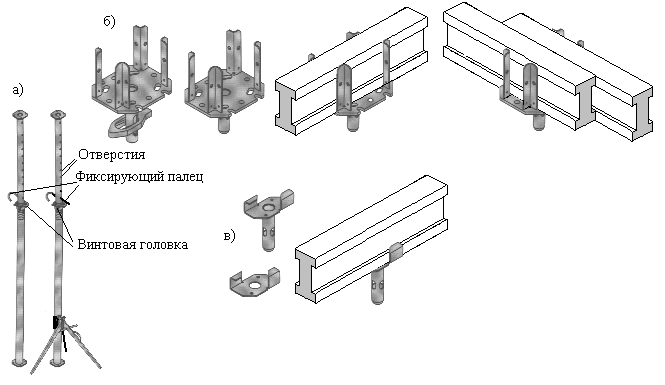 б)
а)
Отверстия
Фиксирующий палец
в)
Винтовая головка